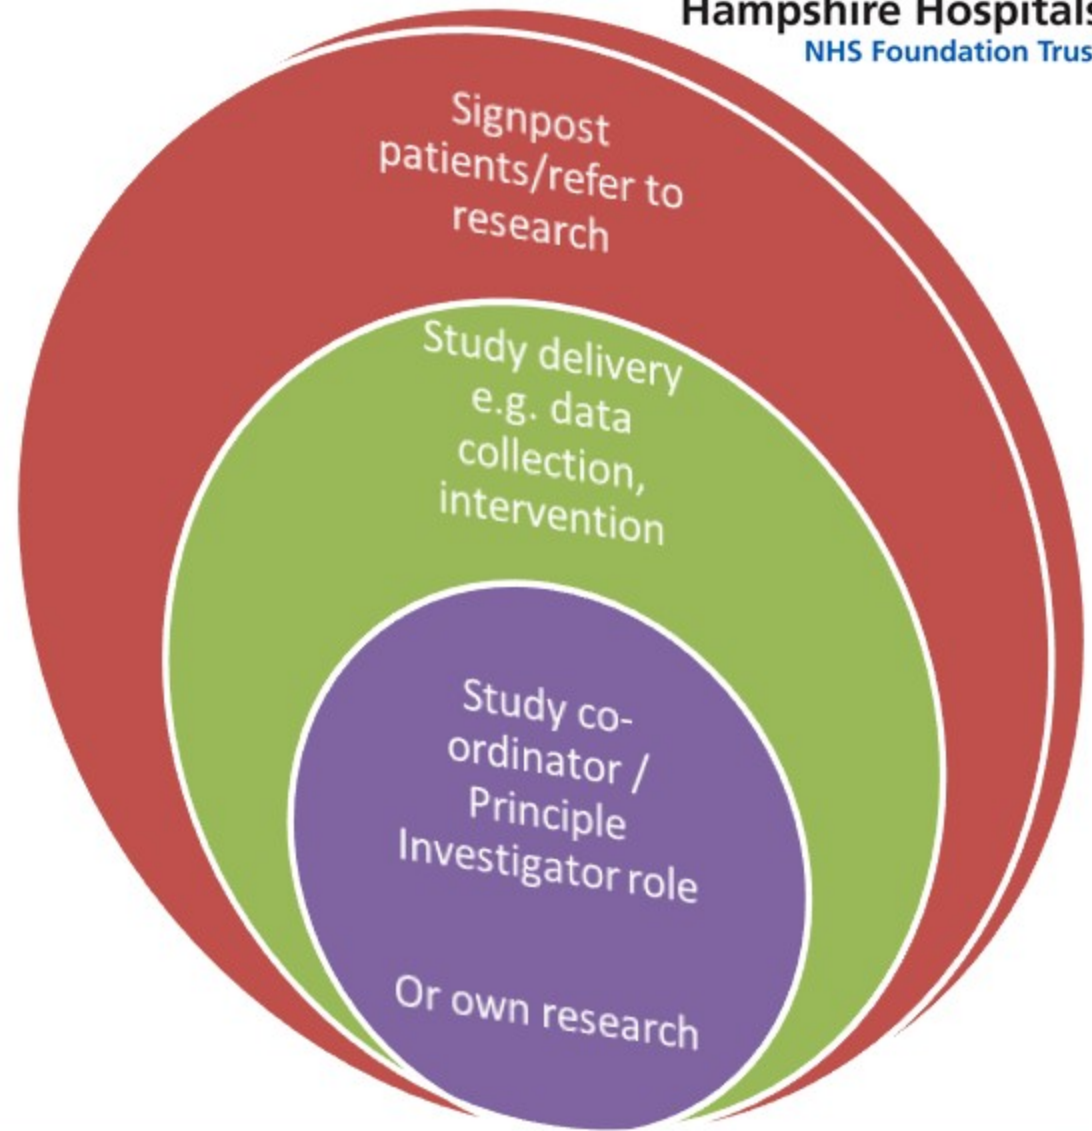 Hampshire Hospitals
NHS Foundation Trus
Signpost
patients/refer to
research
Study delivery
e.g. data
collection,
intervention
Study co-
ordinator /
Principle
Investigator role
Or own research